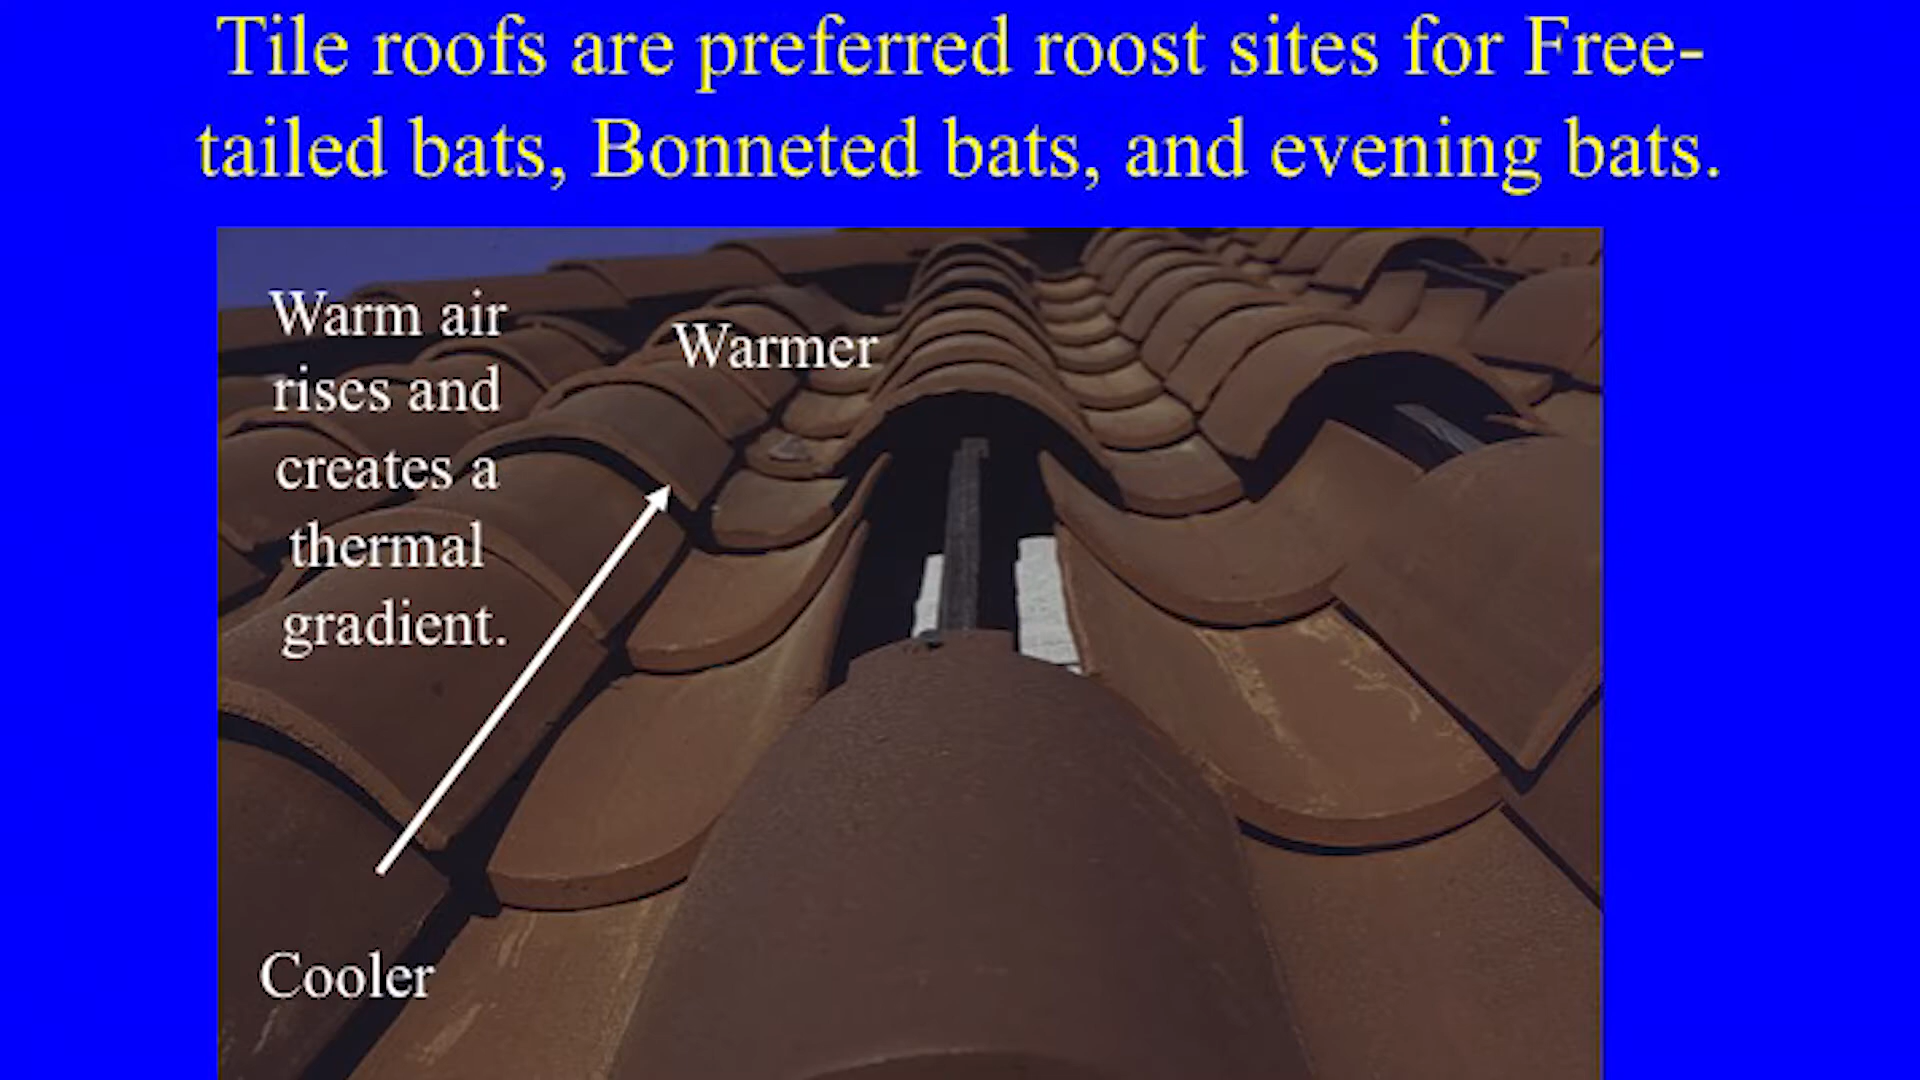 Tile roofs are preferred roost sites for Free-
tailed bats, Bonneted bats, and evening bats.
Warm air
rises and
creates a
thermal
gradient.
Warmer
Cooler